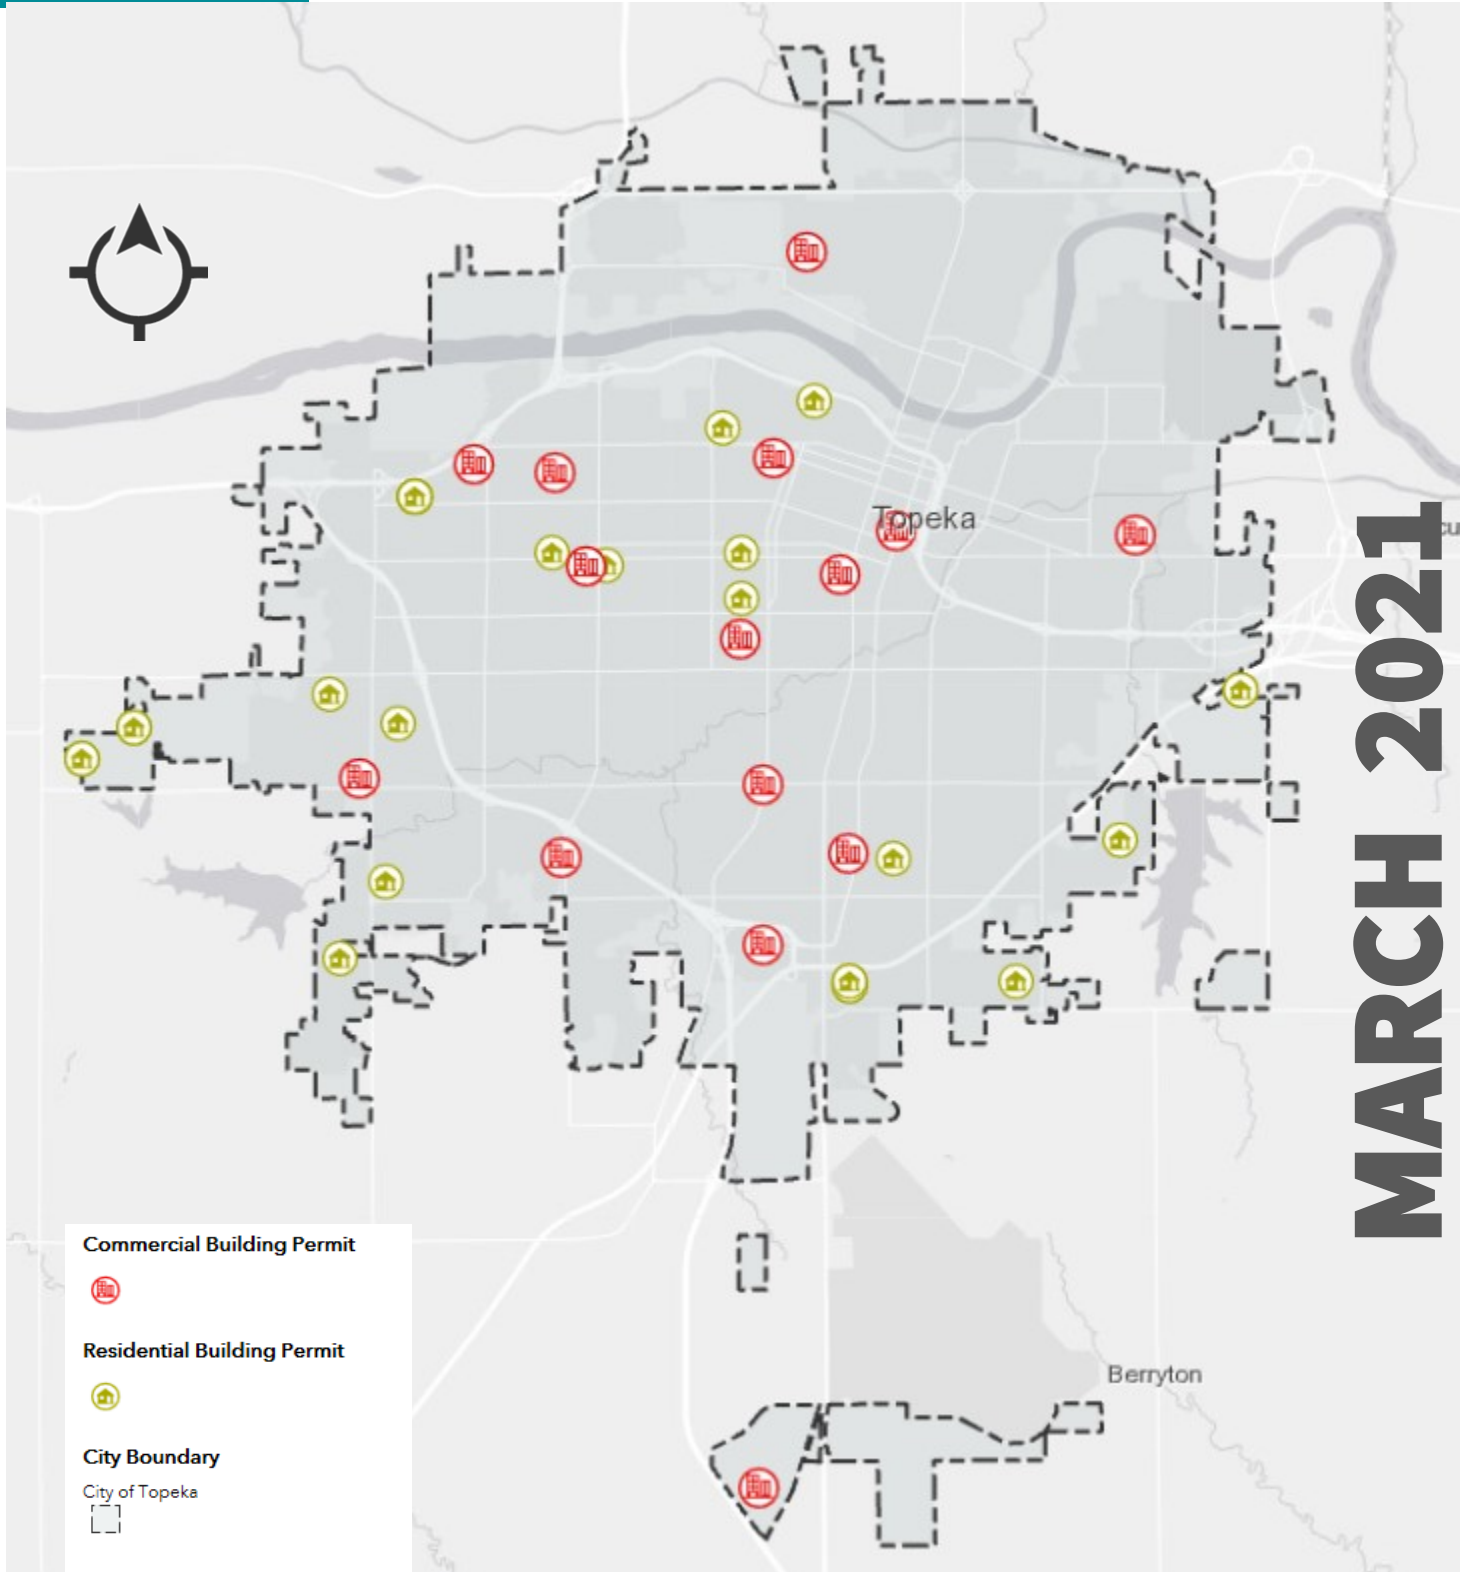 Topeka
MARCH 2021
Commercial Building Permit
Residential Building Permit
Berryton
City Boundary
City of Topeka